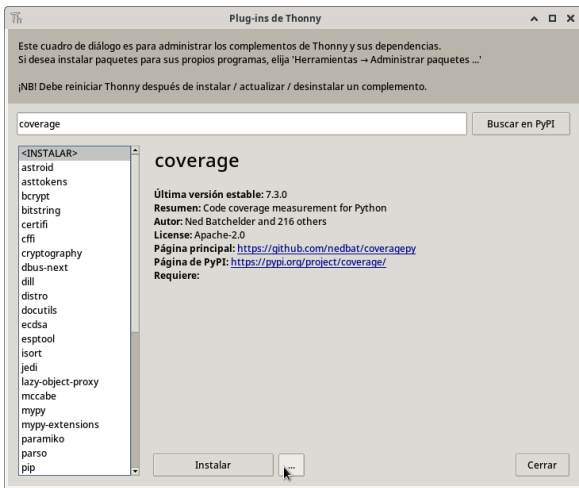 Plug-ins de Thonny
Este cuadro de diálogo es para administrar los complementos de Thonny y sus dependencias.
Si desea instalar paquetes para sus propios programas, elija 'Herramientas → Administrar paquetes ...'
¡NB! Debe reiniciar Thonny después de instalar / actualizar / desinstalar un complemento.
coverage
Buscar en PyPI
<INSTALAR>
astroid
asttokens
bcrypt
bitstring
certifi
cffi
cryptography
dbus-next
dill
distro
docutils
ecdsa
esptool
isort
jedi
lazy-object-proxy
mccabe
mypy
mypy-extensions
paramiko
parso
pip
coverage
Última versión estable: 7.3.0
Resumen: Code coverage measurement for Python
Autor: Ned Batchelder and 216 others
License: Apache-2.0
Página principal: https://github.com/nedbat/coveragepy
Página de PyPI: https://pypi.org/project/coverage/
Requiere:
Instalar
...
Cerrar